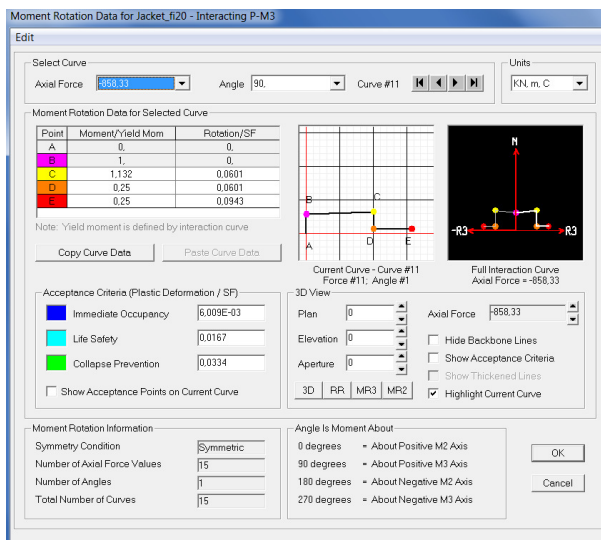 Moment Rotation Data for Jacket_fi20 - Interacting P-M3
Edit
Select Curve
Axial Force -858,33 Angle 90, Curve #11
Units
KN, m, C
Moment Rotation Data for Selected Curve
Point Moment/Yield Mom Rotation/SF
A 0, 0,
B 1, 0,
C 1,132 0,0601
D 0,25 0,0601
E 0,25 0,0943
Note: Yield moment is defined by interaction curve
Copy Curve Data Paste Curve Data
B C
A D E
Current Curve - Curve #11
Force #11; Angle #1
N
-R3 R3
Full Interaction Curve
Axial Force = -858,33
Acceptance Criteria (Plastic Deformation / SF)
Immediate Occupancy 6,009E-03
Life Safety 0,0167
Collapse Prevention 0,0334
Show Acceptance Points on Current Curve
3D View
Plan 0
Elevation 0
Aperture 0
3D RR MR3 MR2
Axial Force -858,33
Hide Backbone Lines
Show Acceptance Criteria
Show Thickened Lines
Highlight Current Curve
Moment Rotation Information
Symmetry Condition Symmetric
Number of Axial Force Values 15
Number of Angles 1
Total Number of Curves 15
Angle Is Moment About
0 degrees = About Positive M2 Axis
90 degrees = About Positive M3 Axis
180 degrees = About Negative M2 Axis
270 degrees = About Negative M3 Axis
OK
Cancel